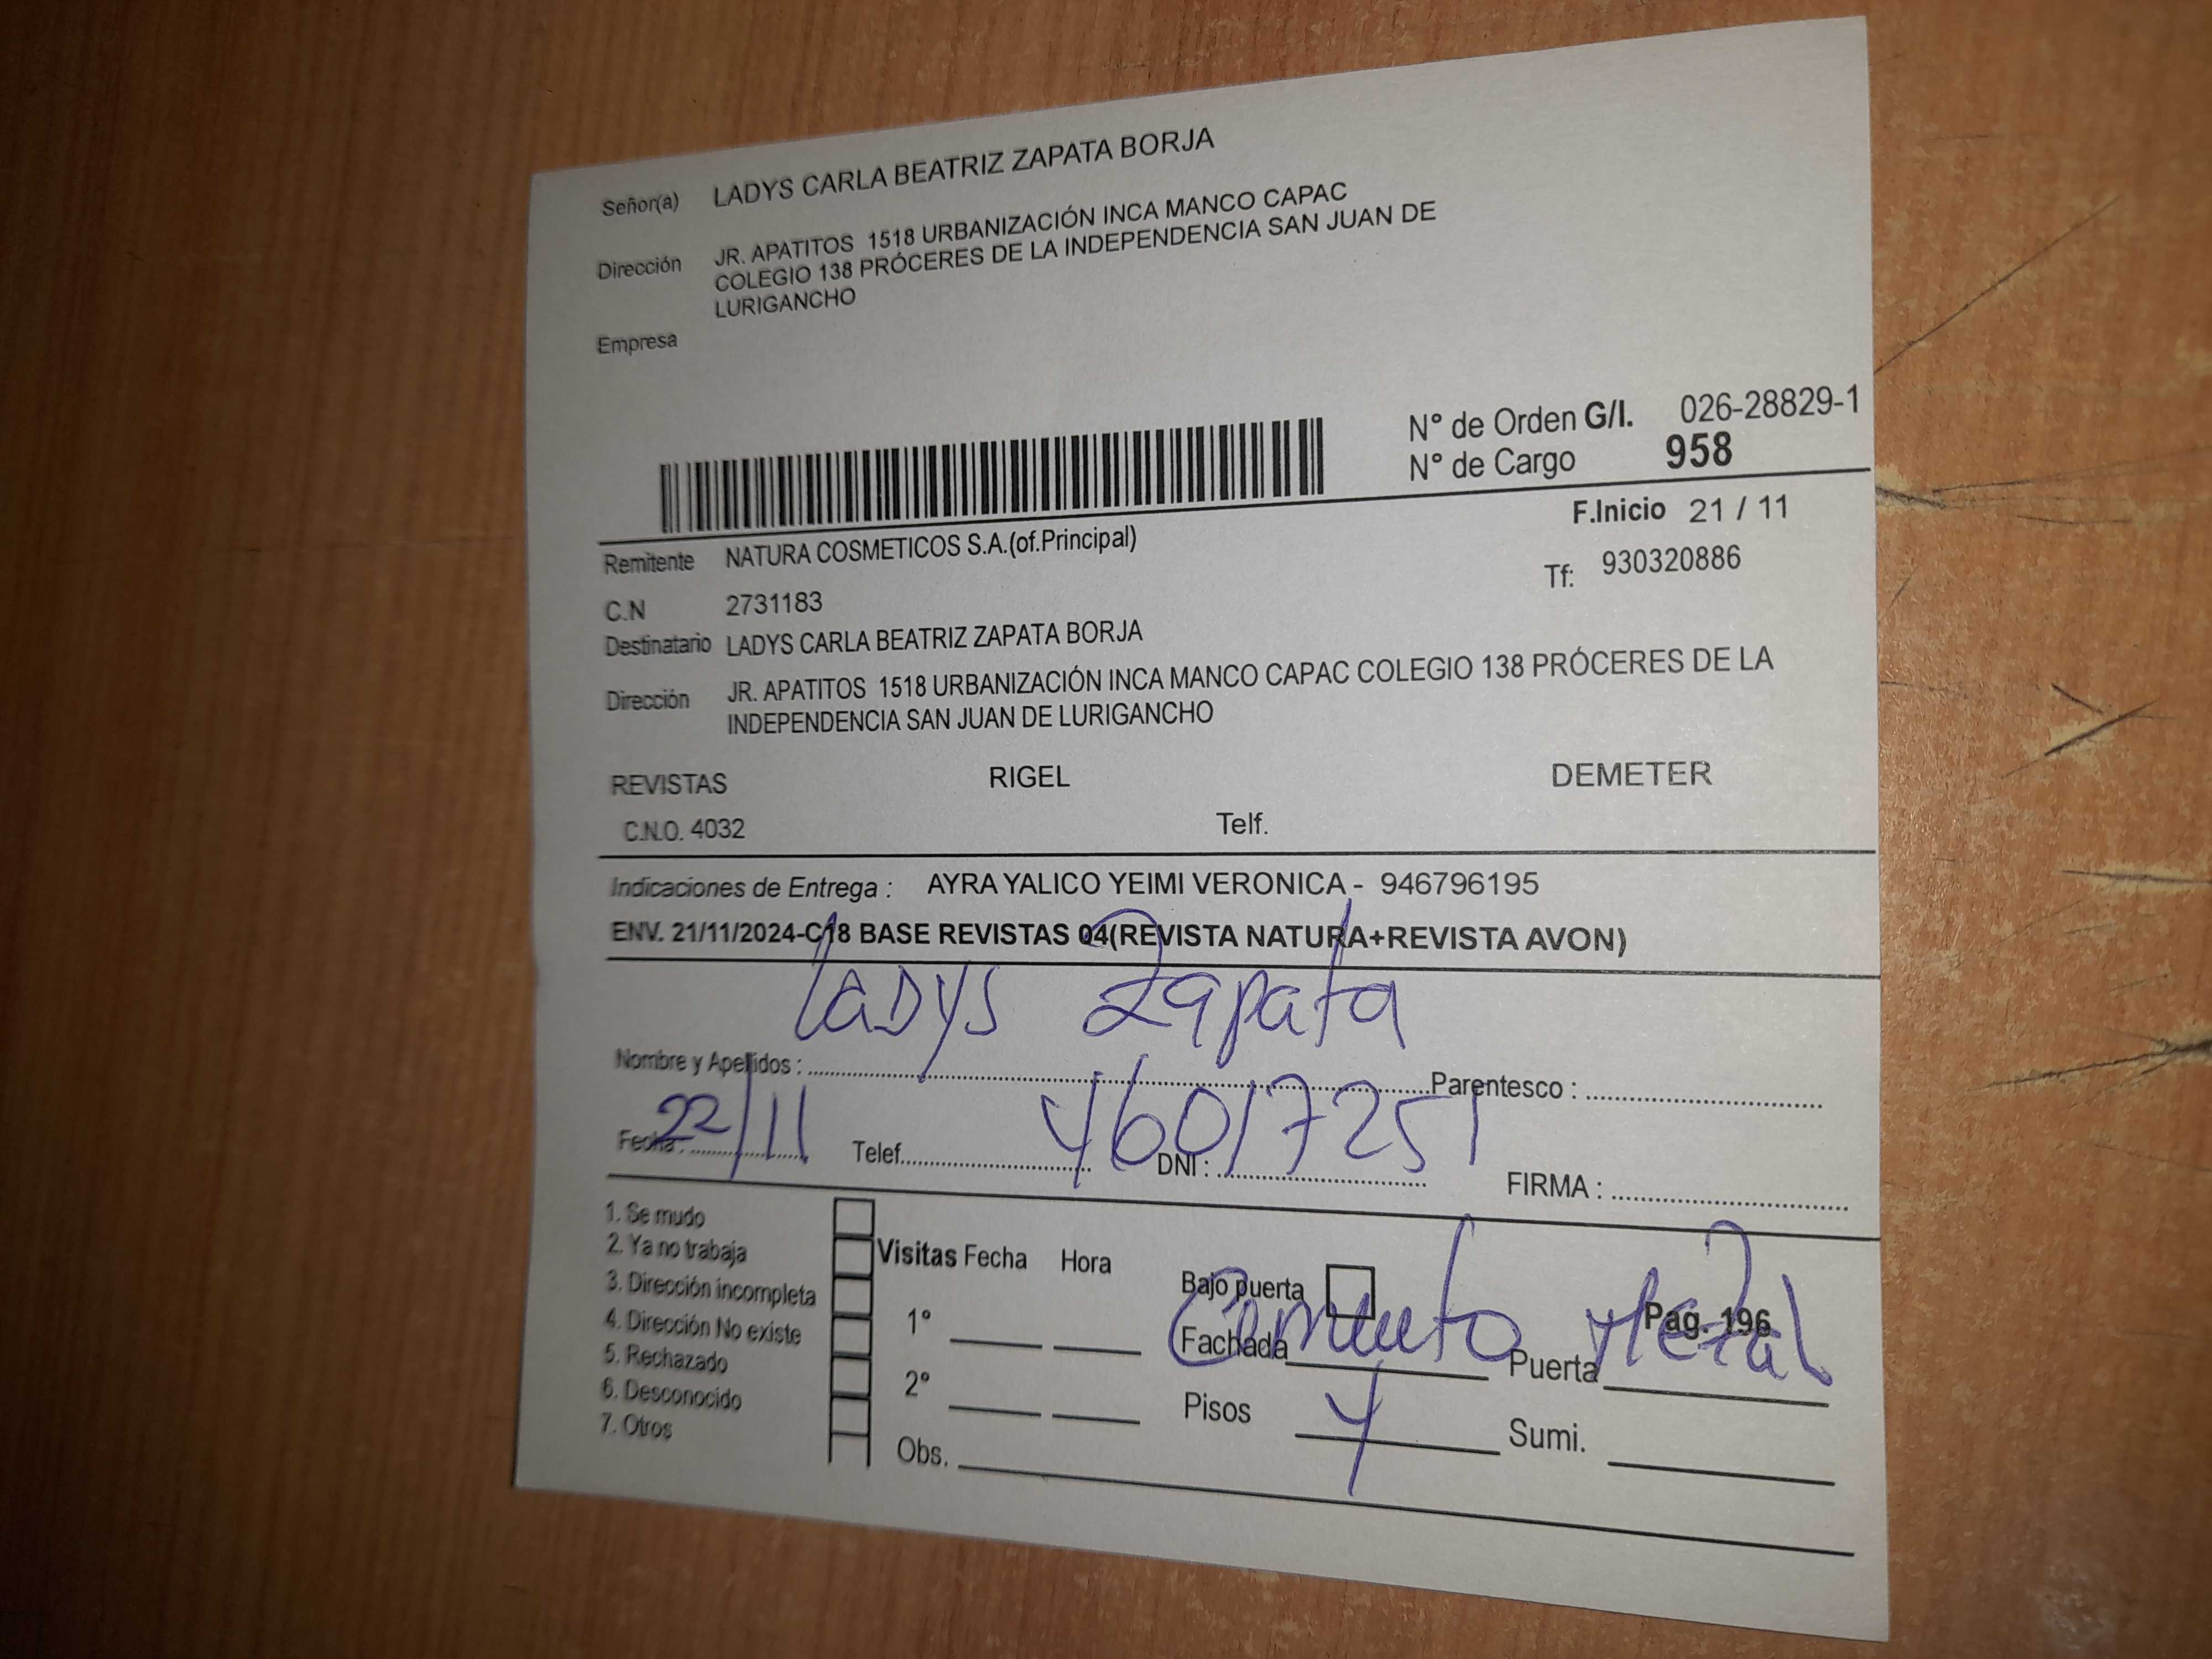 Señor(a) LADYS CARLA BEATRIZ ZAPATA BORJA
Dirección JR. APATITOS 1518 URBANIZACIÓN INCA MANCO CAPAC
COLEGIO 138 PRÓCERES DE LA INDEPENDENCIA SAN JUAN DE
LURIGANCHO
Empresa
N° de Orden G/I. 026-28829-1
N° de Cargo 958
F.Inicio 21 / 11
Remitente NATURA COSMETICOS S.A.(of.Principal)
Tf: 930320886
C.N 2731183
Destinatario LADYS CARLA BEATRIZ ZAPATA BORJA
Dirección JR. APATITOS 1518 URBANIZACIÓN INCA MANCO CAPAC COLEGIO 138 PRÓCERES DE LA
INDEPENDENCIA SAN JUAN DE LURIGANCHO
REVISTAS RIGEL DEMETER
C.N.O. 4032 Telf.
Indicaciones de Entrega : AYRA YALICO YEIMI VERONICA - 946796195
ENV. 21/11/2024-C18 BASE REVISTAS 04(REVISTA NATURA+REVISTA AVON)
Ladys Zapata
Nombre y Apellidos : Parentesco :
22/11 46017251
Fecha : Telef. DNI : FIRMA :
1. Se mudo
2. Ya no trabaja
3. Dirección incompleta
4. Dirección No existe
5. Rechazado
6. Desconocido
7. Otros
Visitas Fecha Hora
1°
2°
Obs.
Bajo puerta
Pag. 196
Fachada Cemento Puerta Metal
Pisos 4 Sumi.